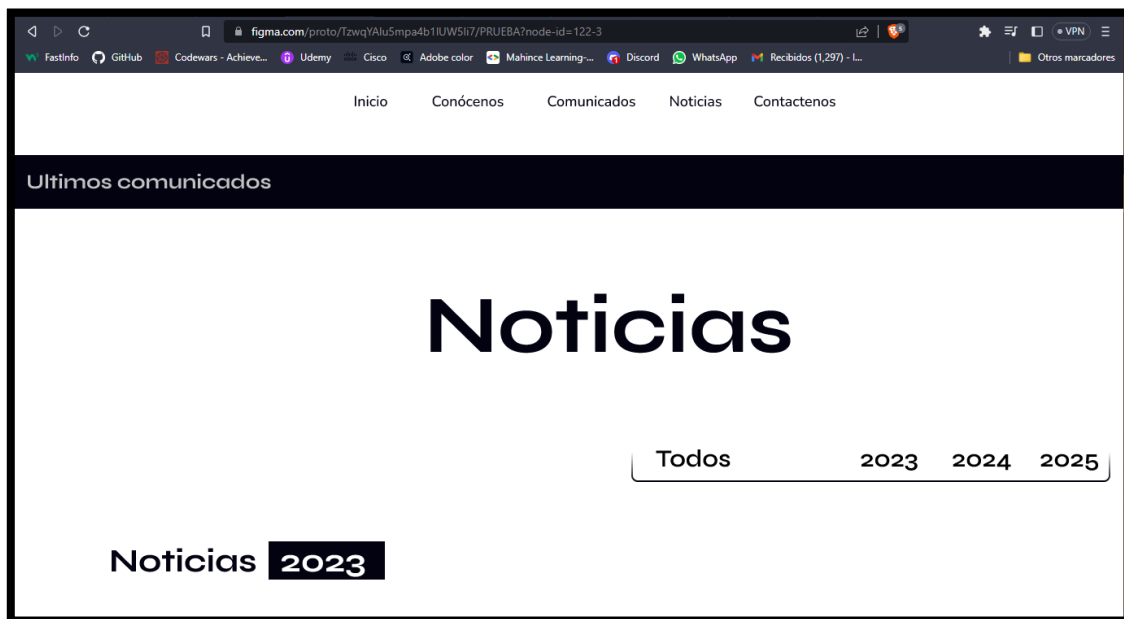 figma.com/proto/TzwqYAlu5mpa4b1lUW5Ii7/PRUEBA?node-id=122-3
VPN
FastInfo GitHub Codewars - Achieve... Udemy Cisco Adobe color Mahince Learning-... Discord WhatsApp Recibidos (1,297) - l... Otros marcadores
Inicio Conócenos Comunicados Noticias Contactenos
Ultimos comunicados
Noticias
Todos 2023 2024 2025
Noticias 2023